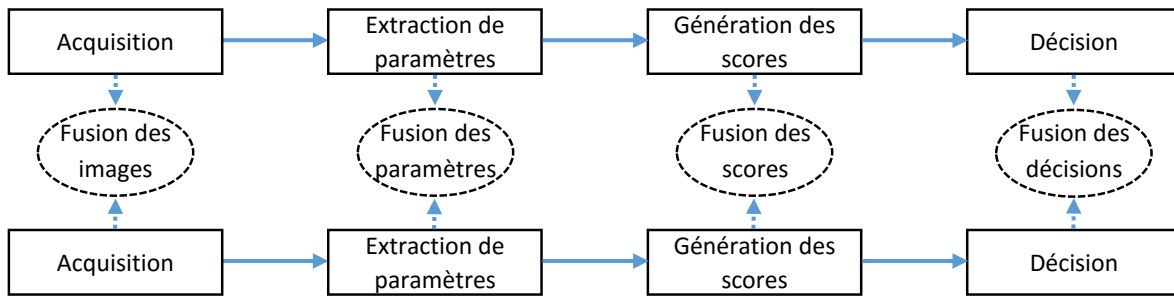 Acquisition
Extraction de
paramètres
Génération des
scores
Décision
Fusion des
images
Fusion des
paramètres
Fusion des
scores
Fusion des
décisions
Acquisition
Extraction de
paramètres
Génération des
scores
Décision